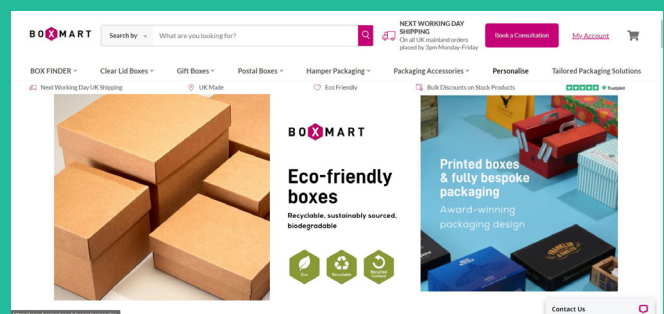 BOXMART
Search by
What are you looking for?
NEXT WORKING DAY
SHIPPING
On all UK mainland orders
placed by 3pm Monday-Friday
Book a Consultation
My Account
BOX FINDER
Clear Lid Boxes
Gift Boxes
Postal Boxes
Hamper Packaging
Packaging Accessories
Personalise
Tailored Packaging Solutions
Next Working Day UK Shipping
UK Made
Eco Friendly
Bulk Discounts on Stock Products
Trustpilot
BOXMART
Eco-friendly
boxes
Recyclable, sustainably sourced,
biodegradable
Eco
Recyclable
Recycled
Content
Printed boxes
& fully bespoke
packaging
Award-winning
packaging design
Contact Us